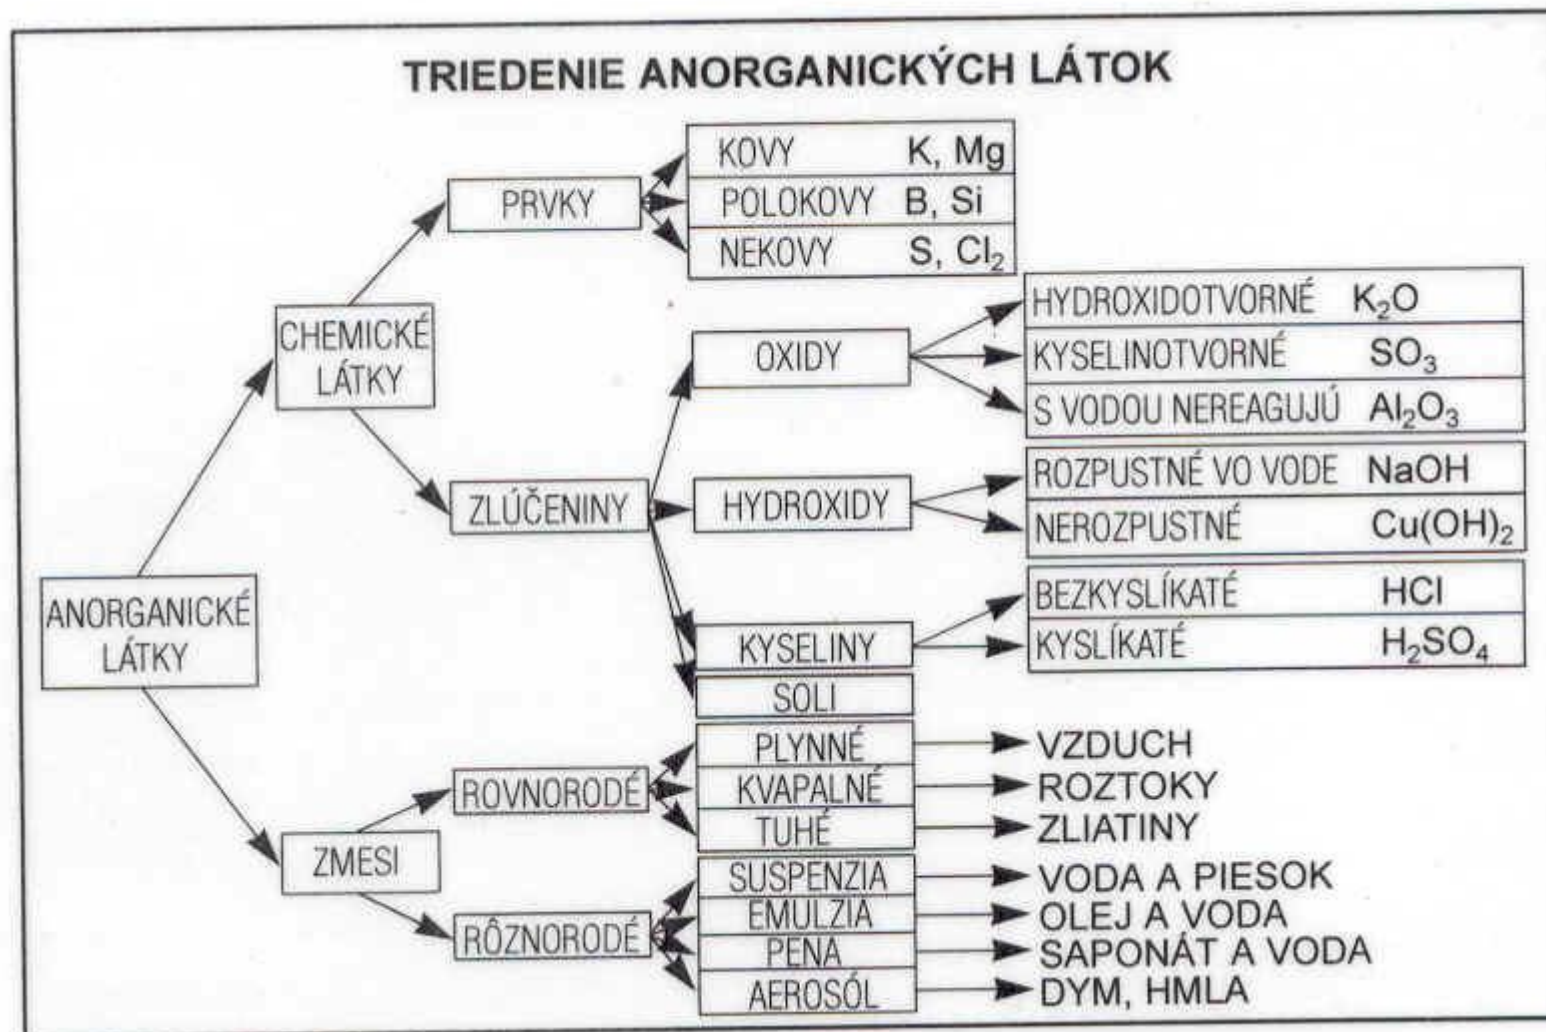 TRIEDENIE ANORGANICKÝCH LÁTOK
KOVY K, Mg
PRVKY
POLOKOVY B, Si
NEKOVY S, Cl₂
CHEMICKÉ
LÁTKY
HYDROXIDOTVORNÉ K₂O
OXIDY
KYSELINOTVORNÉ SO₃
S VODOU NEREAGUJÚ Al₂O₃
ZLÚČENINY
HYDROXIDY
ROZPUSTNÉ VO VODE NaOH
NEROZPUSTNÉ Cu(OH)₂
ANORGANICKÉ
LÁTKY
BEZKYSLÍKATÉ HCl
KYSELINY
KYSLÍKATÉ H₂SO₄
SOLI
PLYNNÉ VZDUCH
ROVNORODÉ
KVAPALNÉ ROZTOKY
TUHÉ ZLIATINY
ZMESI
SUSPENZIA VODA A PIESOK
EMULZIA OLEJ A VODA
RÔZNORODÉ
PENA SAPONÁT A VODA
AEROSÓL DYM, HMLA